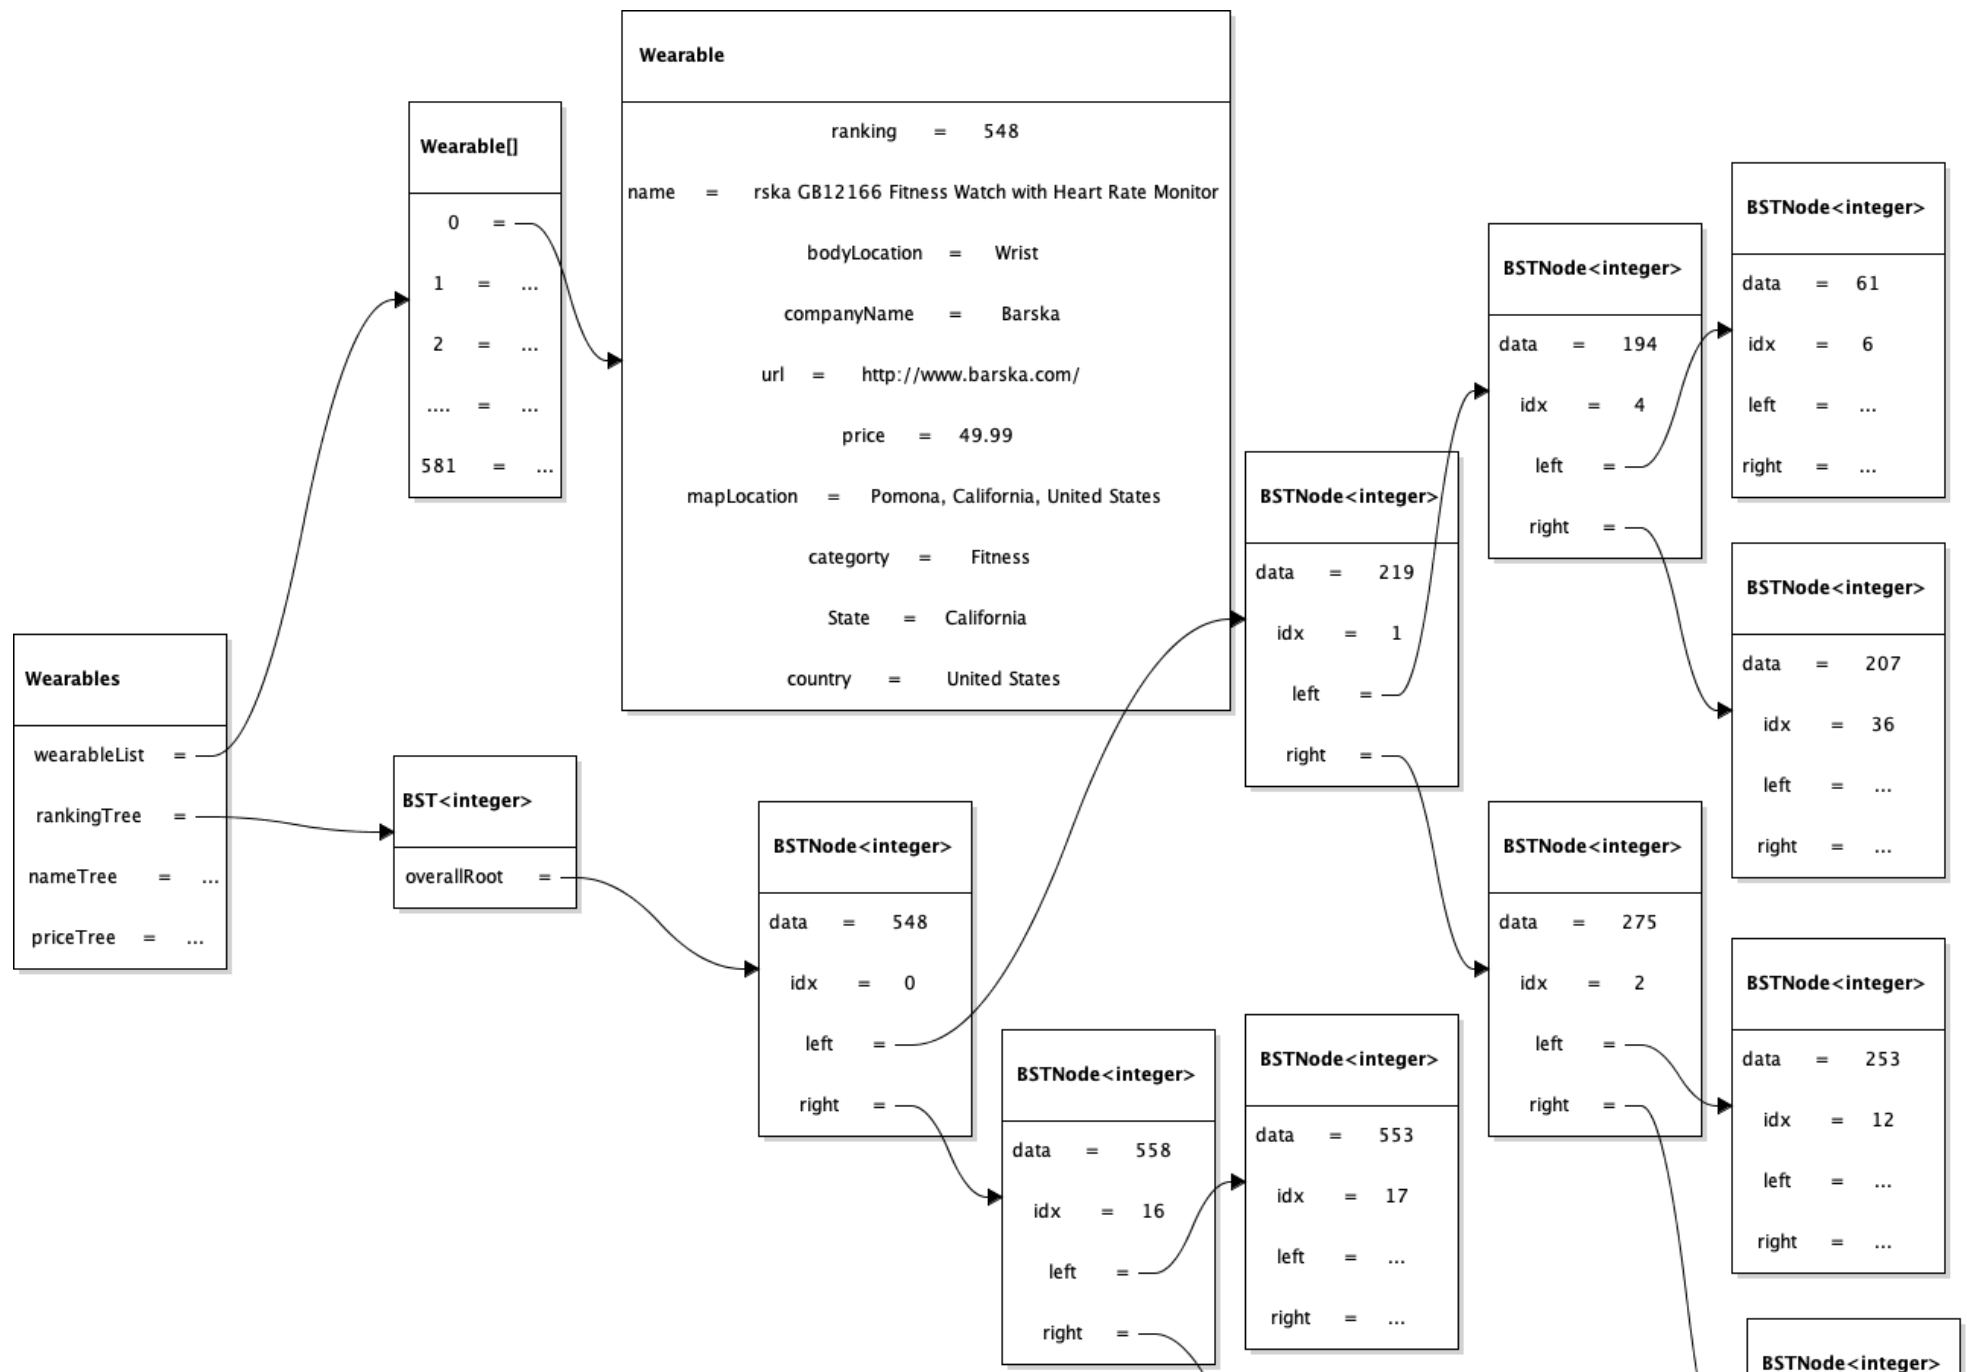 Wearables
wearableList =
rankingTree =
nameTree = ...
priceTree = ...
Wearable[]
0 =
1 = ...
2 = ...
.... = ...
581 = ...
Wearable
ranking = 548
name = rska GB12166 Fitness Watch with Heart Rate Monitor
bodyLocation = Wrist
companyName = Barska
url = http://www.barska.com/
price = 49.99
mapLocation = Pomona, California, United States
categorty = Fitness
State = California
country = United States
BST<integer>
overallRoot =
BSTNode<integer>
data = 548
idx = 0
left =
right =
BSTNode<integer>
data = 558
idx = 16
left =
right =
BSTNode<integer>
data = 219
idx = 1
left =
right =
BSTNode<integer>
data = 553
idx = 17
left = ...
right = ...
BSTNode<integer>
data = 194
idx = 4
left =
right =
BSTNode<integer>
data = 275
idx = 2
left =
right =
BSTNode<integer>
data = 61
idx = 6
left = ...
right = ...
BSTNode<integer>
data = 207
idx = 36
left = ...
right = ...
BSTNode<integer>
data = 253
idx = 12
left = ...
right = ...
BSTNode<integer>